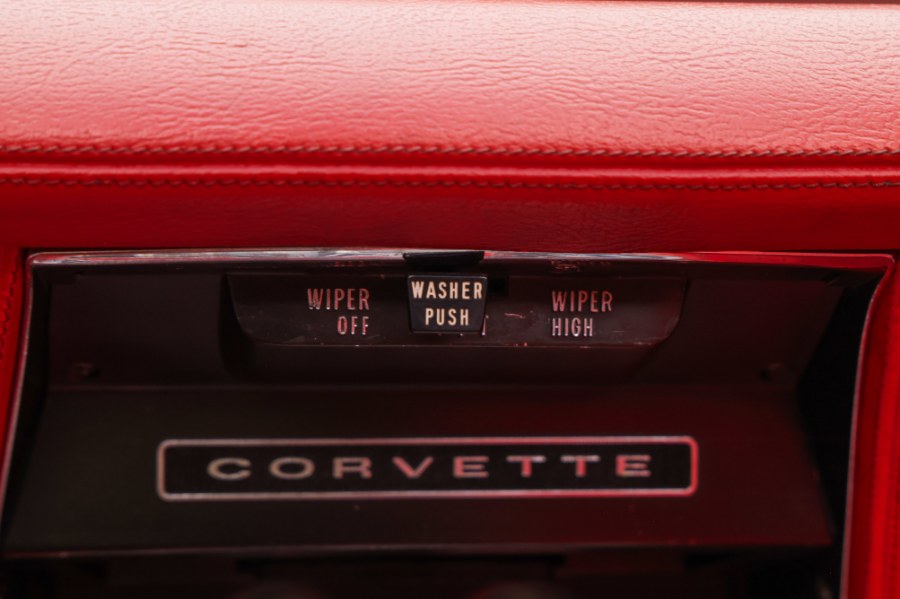 WIPER
OFF
WASHER
PUSH
WIPER
HIGH
CORVETTE